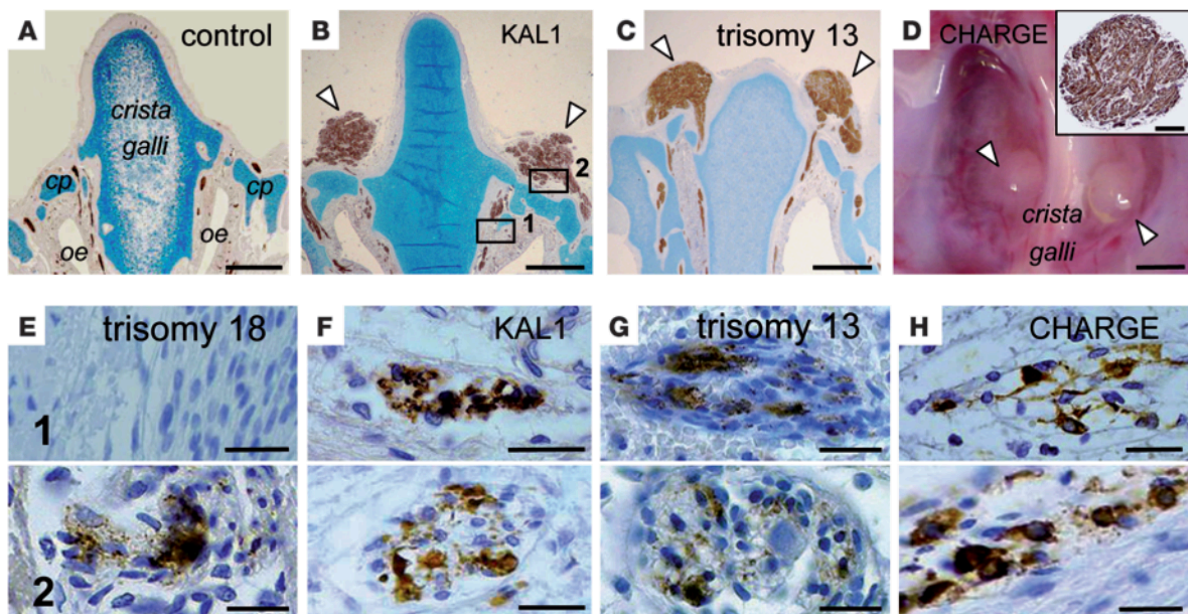 A control
B KAL1
C trisomy 13
D CHARGE
crista
galli
cp
cp
oe
oe
2
1
crista
galli
E trisomy 18
F KAL1
G trisomy 13
H CHARGE
1
2